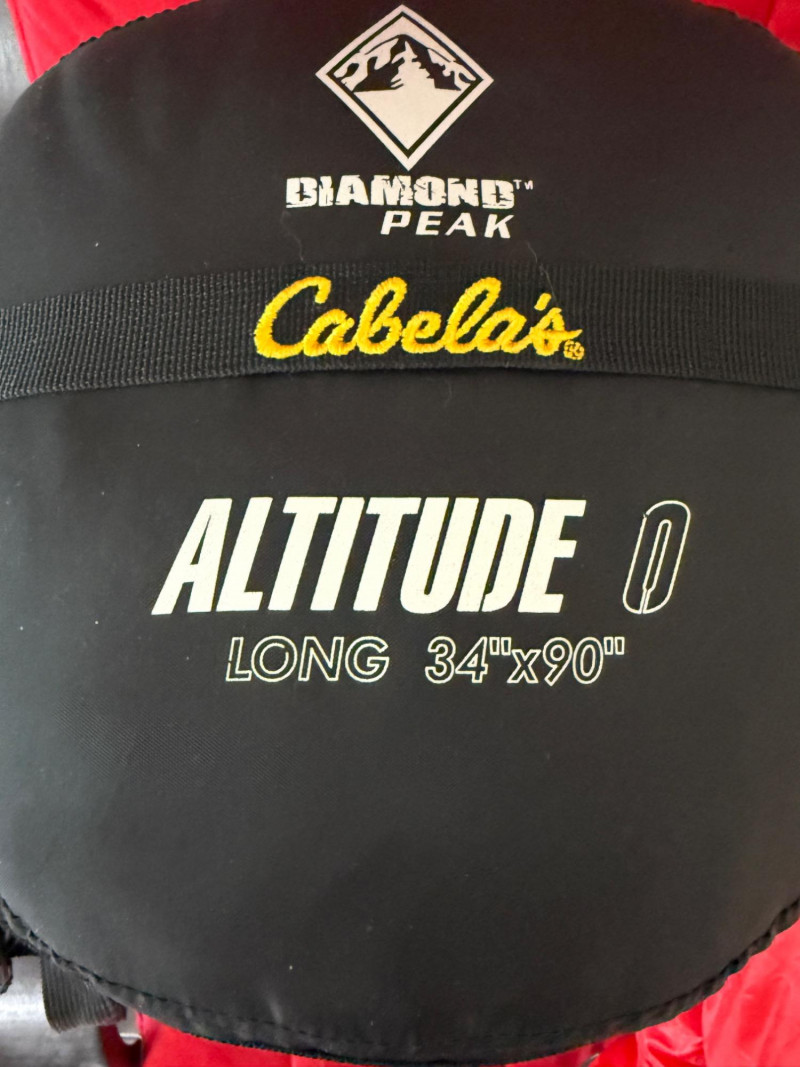 DIAMOND™
PEAK
Cabela's®
ALTITUDE 0
LONG 34"x90"